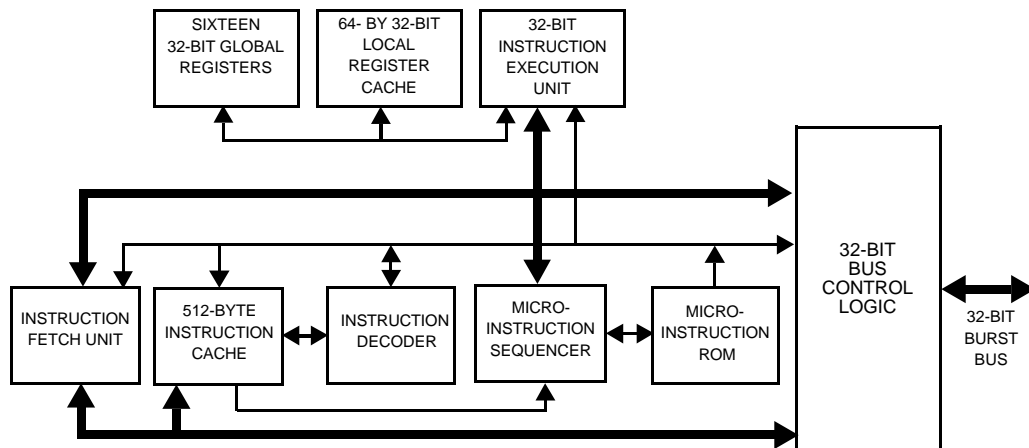 SIXTEEN
32-BIT GLOBAL
REGISTERS
64- BY 32-BIT
LOCAL
REGISTER
CACHE
32-BIT
INSTRUCTION
EXECUTION
UNIT
INSTRUCTION
FETCH UNIT
512-BYTE
INSTRUCTION
CACHE
INSTRUCTION
DECODER
MICRO-
INSTRUCTION
SEQUENCER
MICRO-
INSTRUCTION
ROM
32-BIT
BUS
CONTROL
LOGIC
32-BIT
BURST
BUS